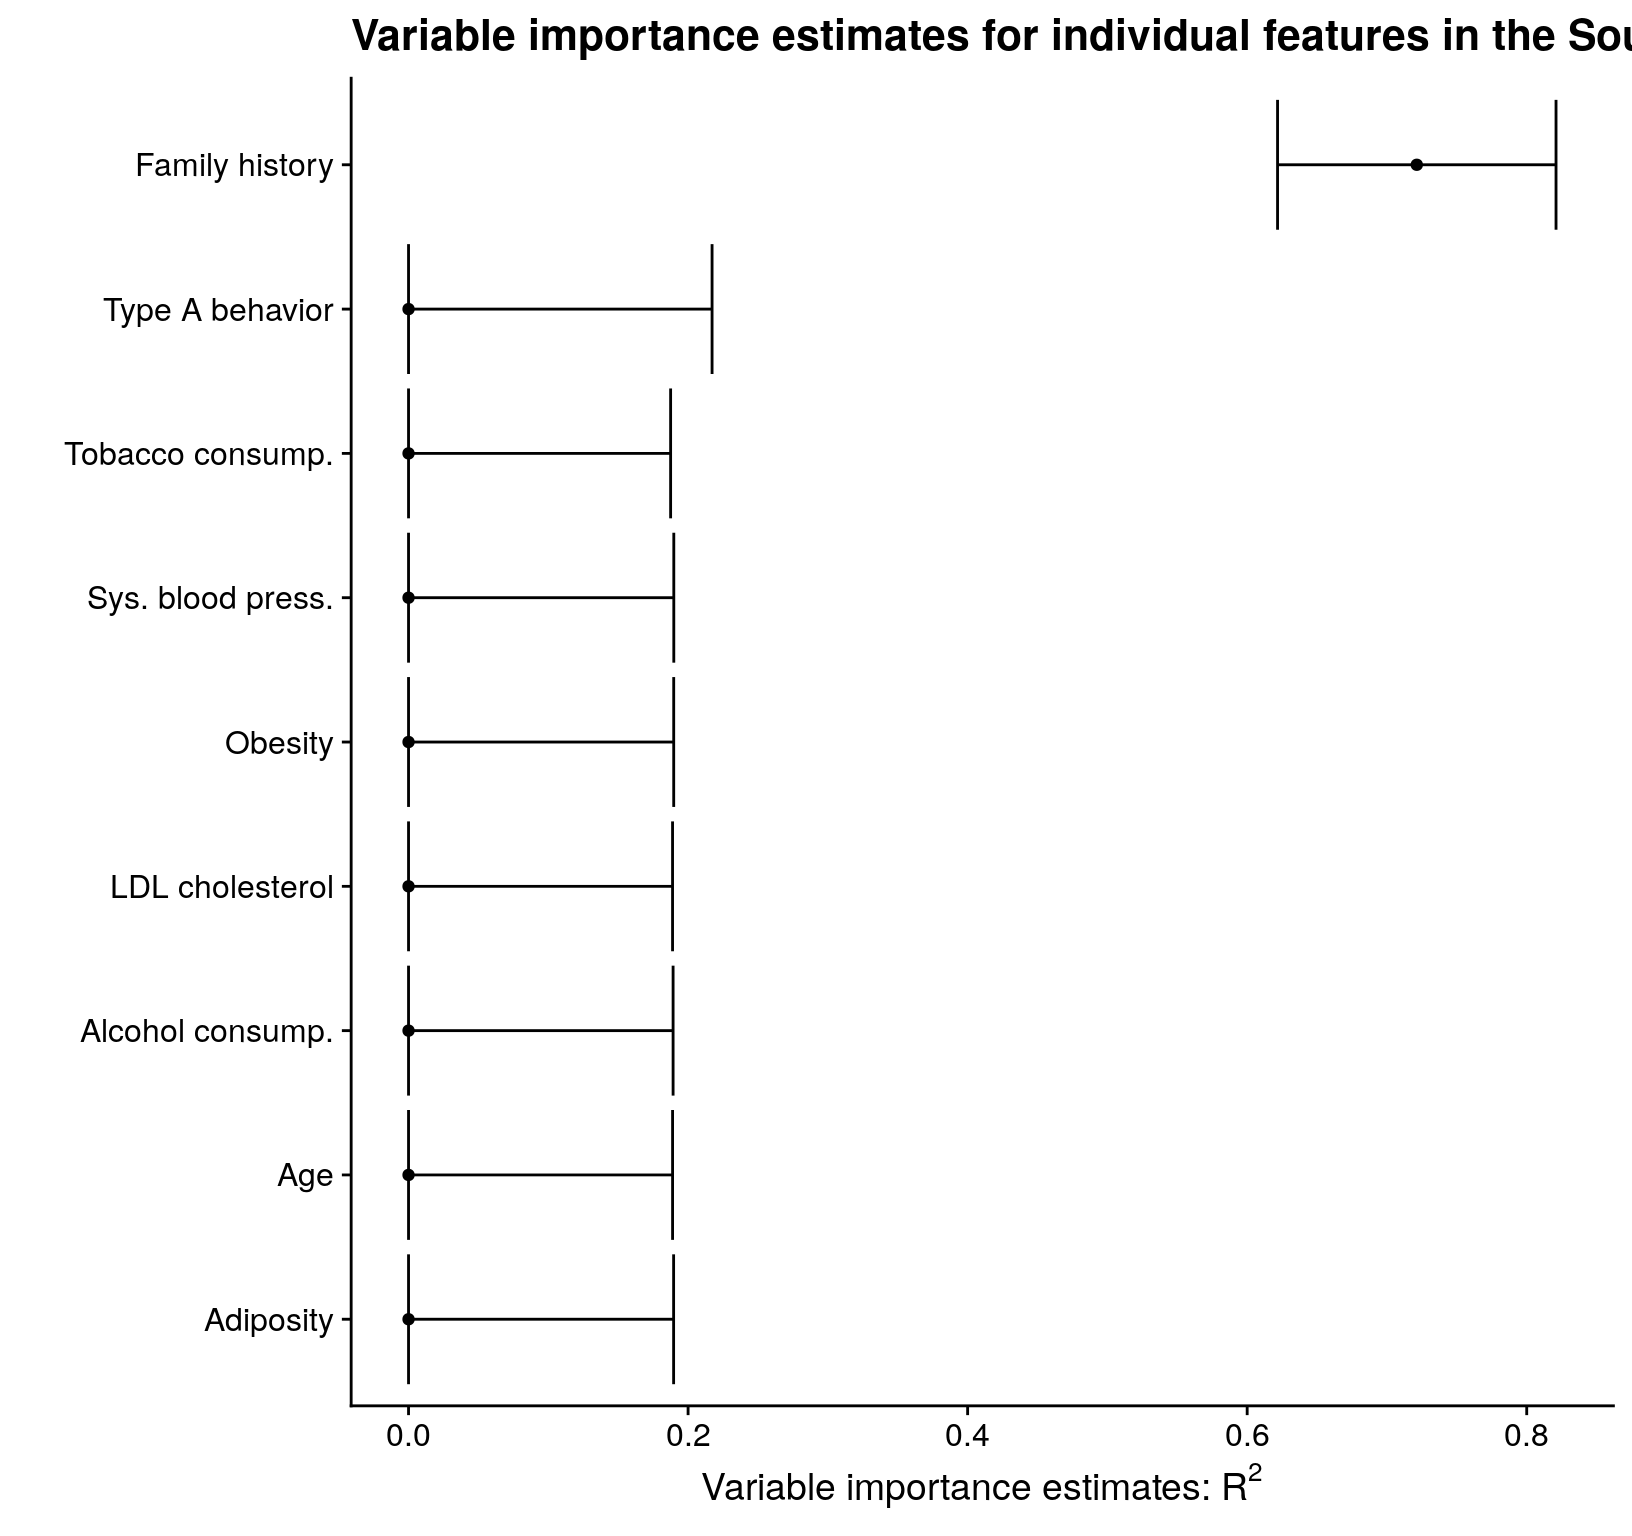 Variable importance estimates for individual features in the Sou
Family history
Type A behavior
Tobacco consump.
Sys. blood press.
Obesity
LDL cholesterol
Alcohol consump.
Age
Adiposity
0.0 0.2 0.4 0.6 0.8
Variable importance estimates: R²